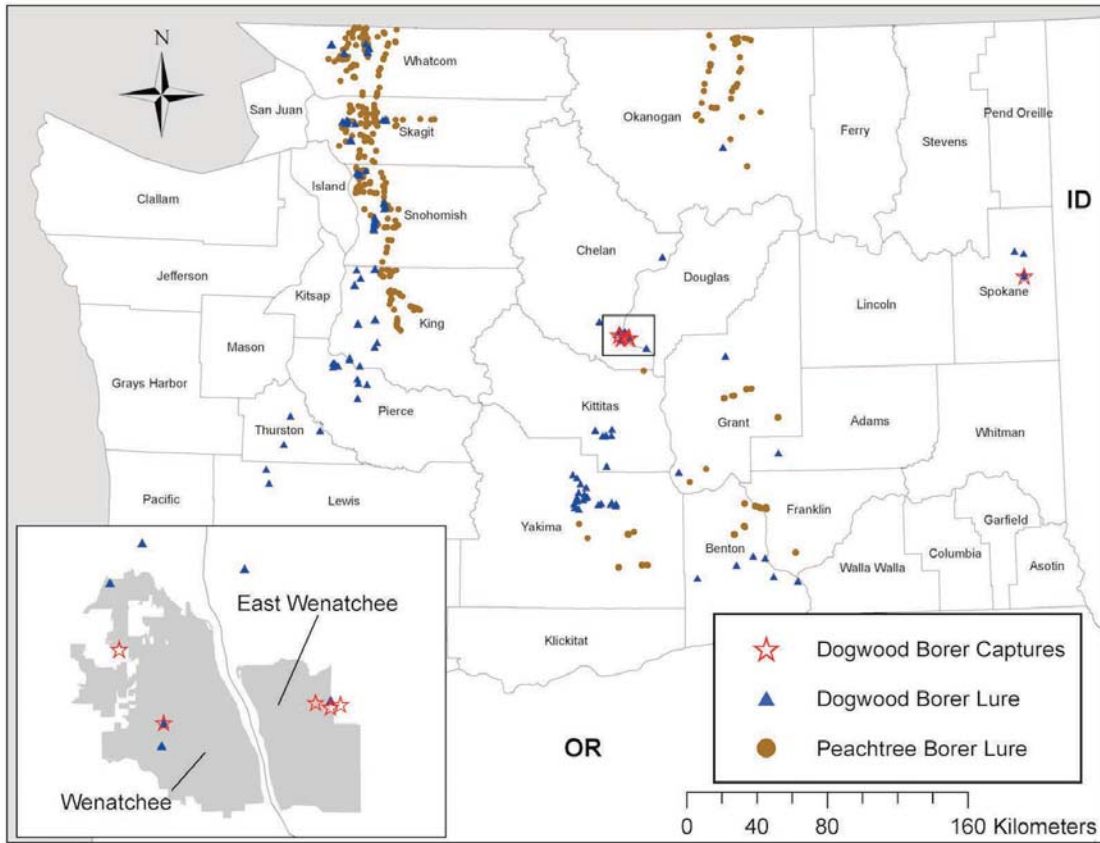 N
Whatcom
San Juan
Skagit
Okanogan
Ferry
Stevens
Pend Oreille
Clallam
Island
Snohomish
ID
Chelan
Douglas
Jefferson
Kitsap
King
Lincoln
Spokane
Mason
Grays Harbor
Kittitas
Grant
Adams
Whitman
Thurston
Pierce
Pacific
Lewis
Yakima
Franklin
Benton
Garfield
Columbia
Walla Walla
Asotin
Klickitat
East Wenatchee
Wenatchee
OR
Dogwood Borer Captures
Dogwood Borer Lure
Peachtree Borer Lure
0 40 80 160 Kilometers